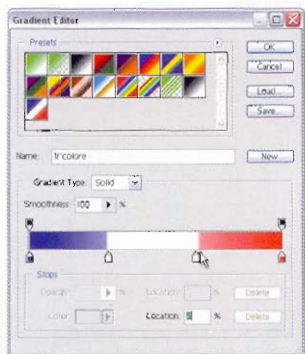 Gradient Editor
Presets
OK
Cancel
Load...
Save...
Name: tricolore
New
Gradient Type: Solid
Smoothness: 100 %
Stops
Opacity: % Location: % Delete
Color: Location: % Delete